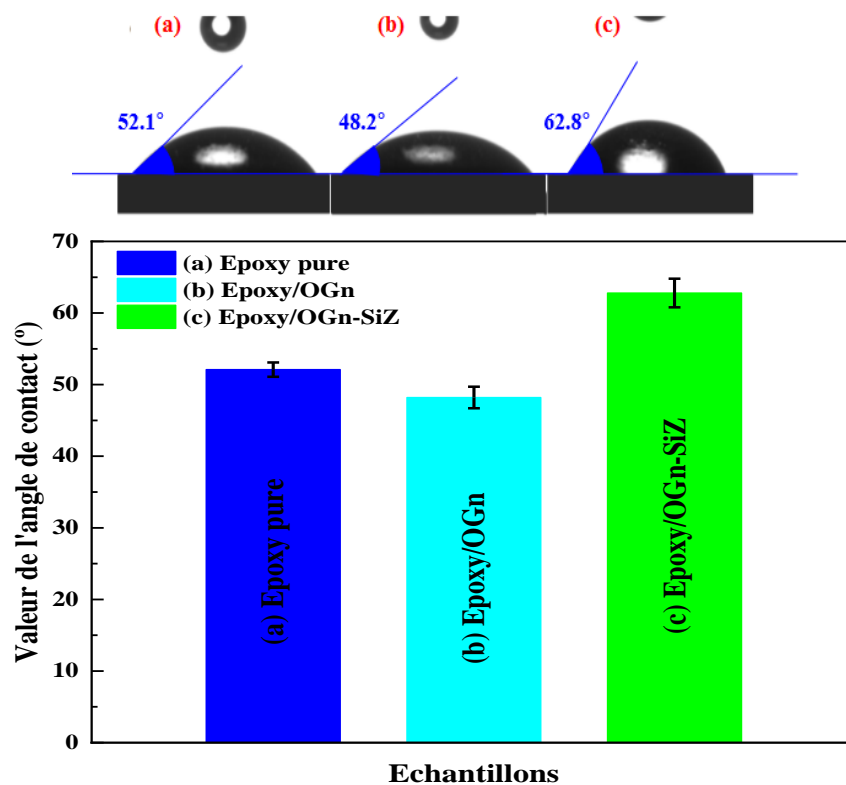 (a) (b) (c)
52.1° 48.2° 62.8°
70
60
50
40
30
20
10
0
Valeur de l'angle de contact (º)
(a) Epoxy pure
(b) Epoxy/OGn
(c) Epoxy/OGn-SiZ
(a) Epoxy pure
(b) Epoxy/OGn
(c) Epoxy/OGn-SiZ
Echantillons